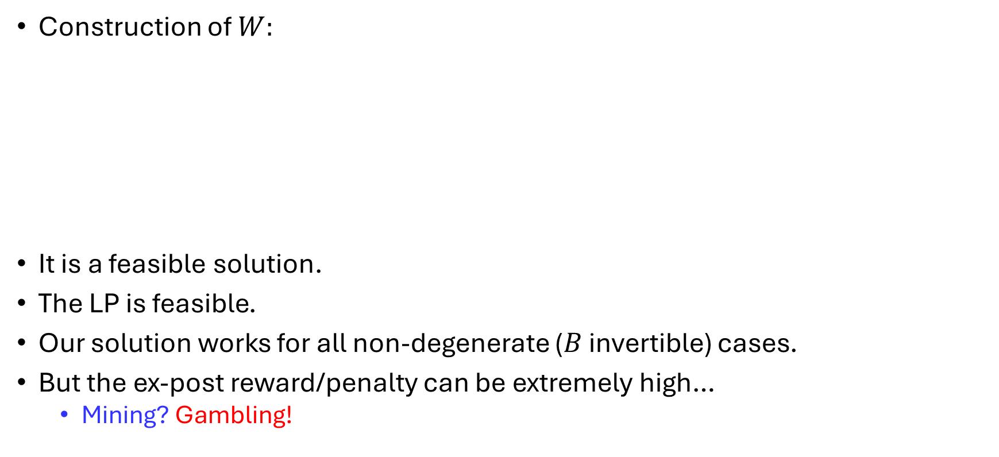 • Construction of W:
• It is a feasible solution.
• The LP is feasible.
• Our solution works for all non-degenerate (B invertible) cases.
• But the ex-post reward/penalty can be extremely high...
• Mining? Gambling!